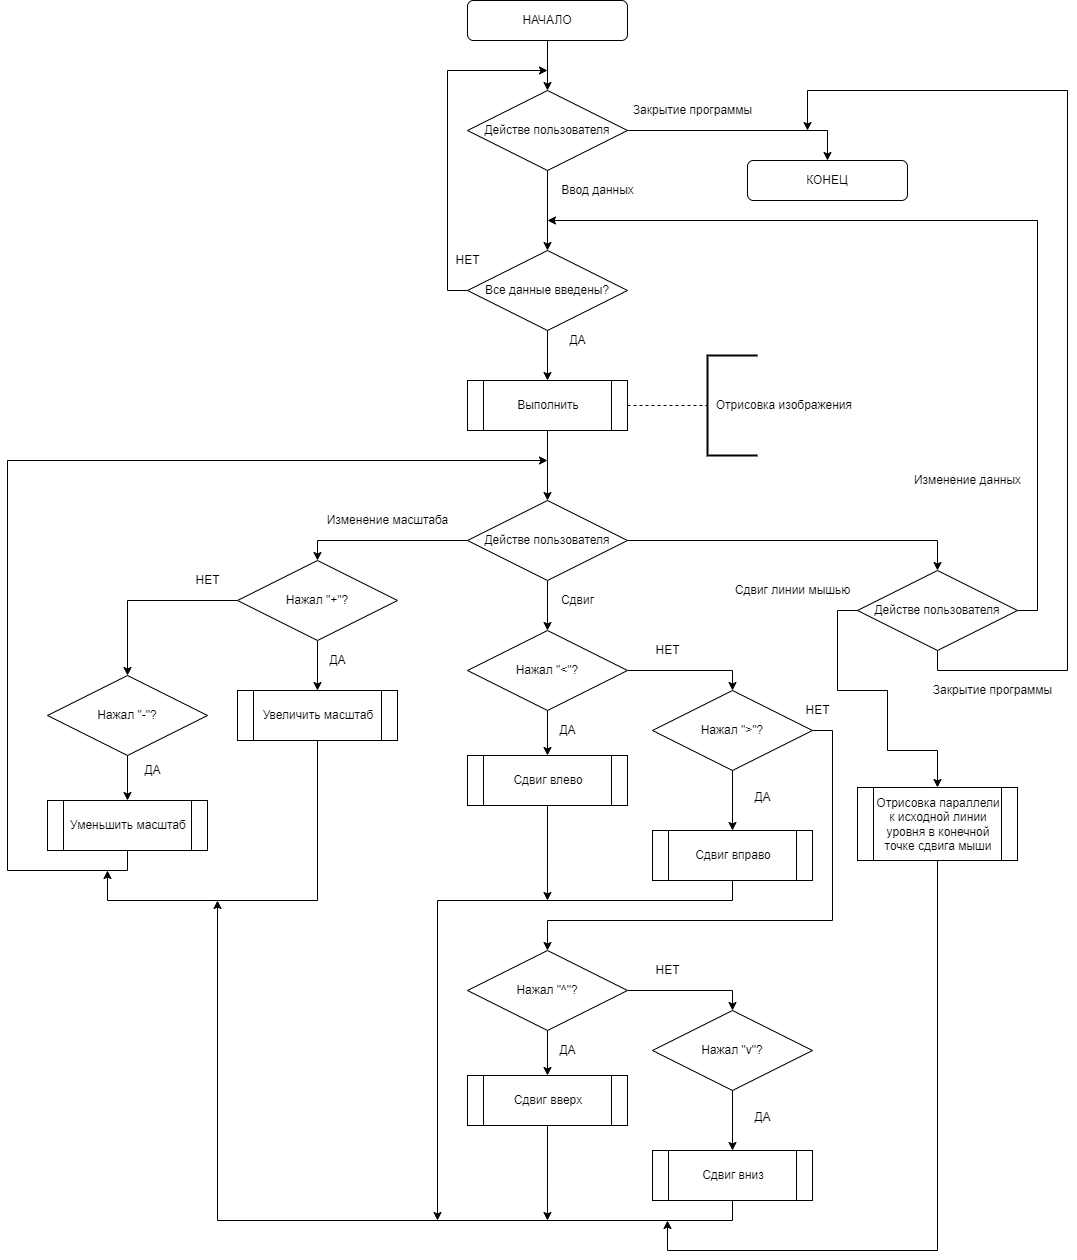 НАЧАЛО
Закрытие программы
Действе пользователя
КОНЕЦ
Ввод данных
НЕТ
Все данные введены?
ДА
Выполнить
Отрисовка изображения
Изменение данных
Изменение масштаба
Действе пользователя
НЕТ
Нажал "+"?
Сдвиг
Сдвиг линии мышью
Действе пользователя
ДА
Нажал "<"?
НЕТ
Закрытие программы
Нажал "-"?
Увеличить масштаб
ДА
Нажал ">"?
НЕТ
ДА
Сдвиг влево
ДА
Уменьшить масштаб
Отрисовка параллели
к исходной линии
уровня в конечной
точке сдвига мыши
Сдвиг вправо
Нажал "^"?
НЕТ
ДА
Нажал "v"?
Сдвиг вверх
ДА
Сдвиг вниз